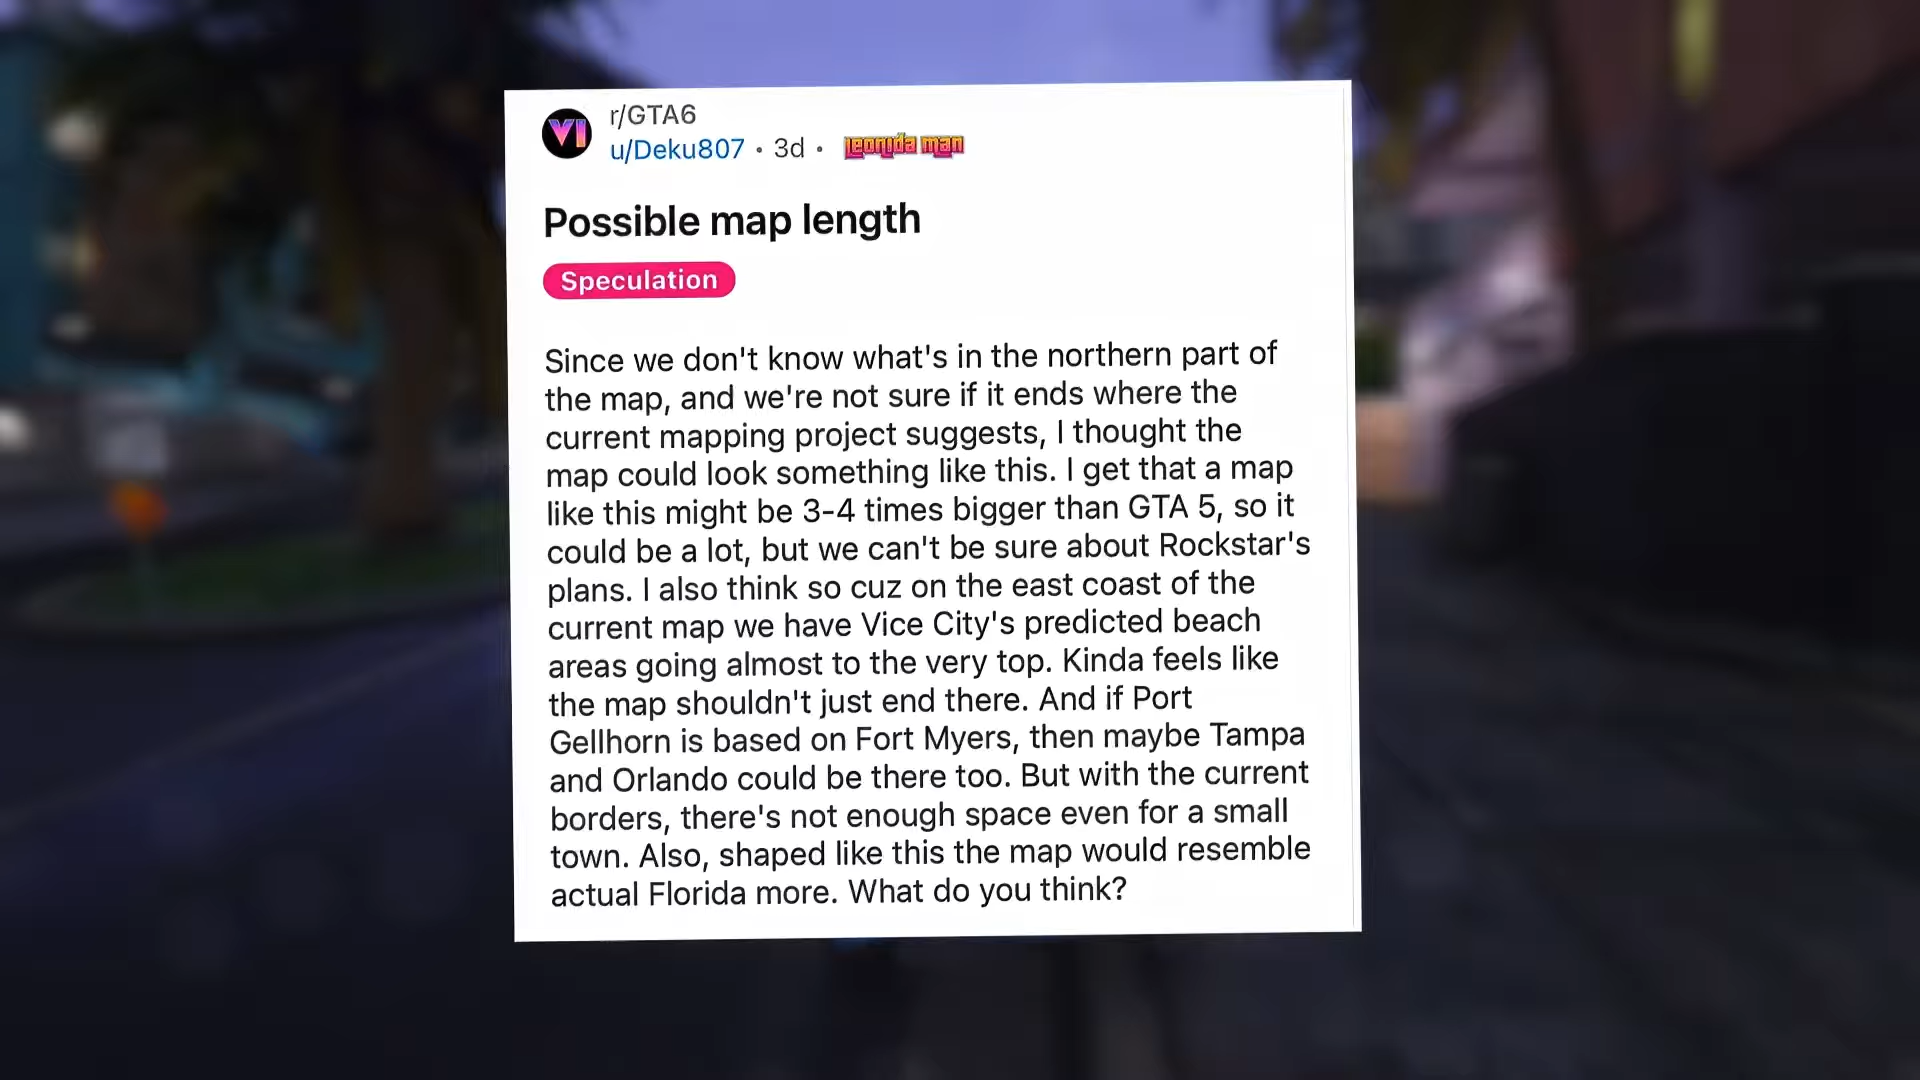 VI
r/GTA6
u/Deku807 • 3d •
leonida man
Possible map length
Speculation
Since we don't know what's in the northern part of
the map, and we're not sure if it ends where the
current mapping project suggests, I thought the
map could look something like this. I get that a map
like this might be 3-4 times bigger than GTA 5, so it
could be a lot, but we can't be sure about Rockstar's
plans. I also think so cuz on the east coast of the
current map we have Vice City's predicted beach
areas going almost to the very top. Kinda feels like
the map shouldn't just end there. And if Port
Gellhorn is based on Fort Myers, then maybe Tampa
and Orlando could be there too. But with the current
borders, there's not enough space even for a small
town. Also, shaped like this the map would resemble
actual Florida more. What do you think?